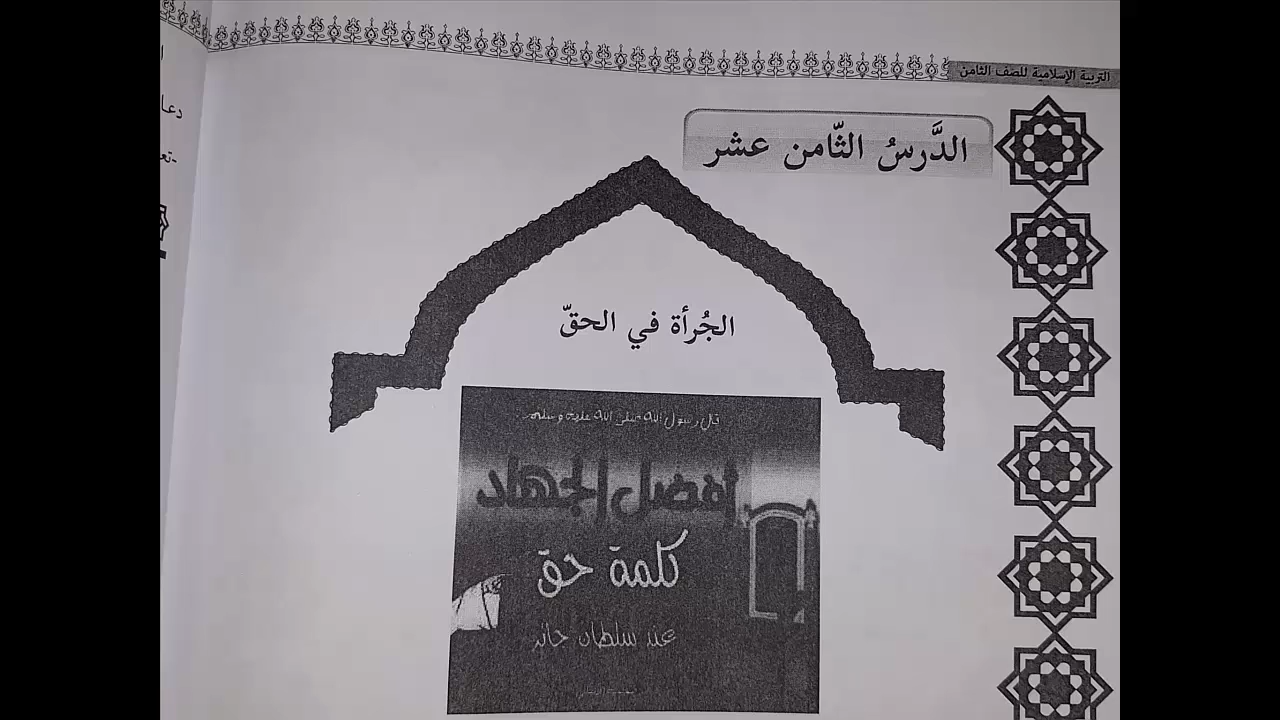 التربية الإسلامية للصف الثامن
الدَّرسُ الثّامن عشر
الجُرأة في الحقّ
قال رسول الله صلى الله عليه وسلم:
أفضل الجهاد
كلمة حق
عند سلطان جائر
دعا